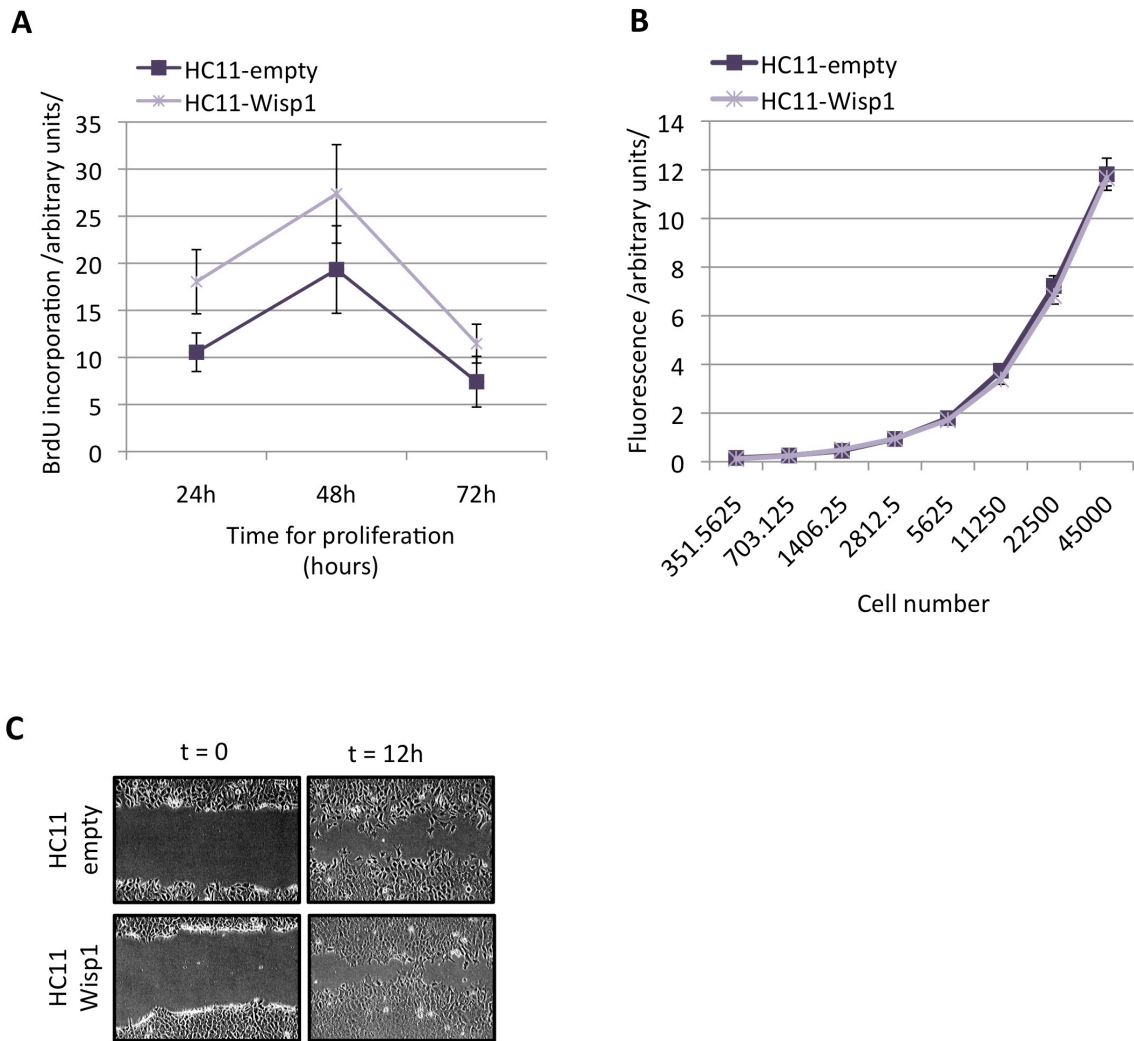 A
HC11-empty
HC11-Wisp1
BrdU incorporation /arbitrary units/
35
30
25
20
15
10
5
0
24h 48h 72h
Time for proliferation
(hours)
B
HC11-empty
HC11-Wisp1
Fluorescence /arbitrary units/
14
12
10
8
6
4
2
0
351.5625 703.125 1406.25 2812.5 5625 11250 22500 45000
Cell number
C
t = 0 t = 12h
HC11
empty
HC11
Wisp1